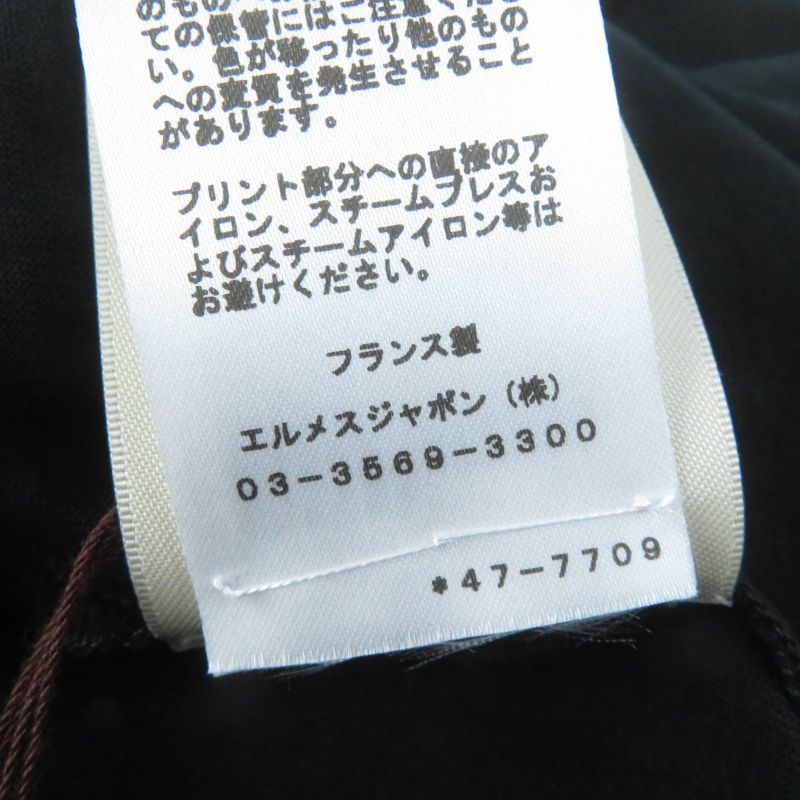 のもの
ての保管にはご注意くださ
い。色が移ったり他のもの
への変質を発生させること
があります。
プリント部分への直接のア
イロン、スチームプレスお
よびスチームアイロン等は
お避けください。
フランス製
エルメスジャポン（株）
03-3569-3300
*47-7709